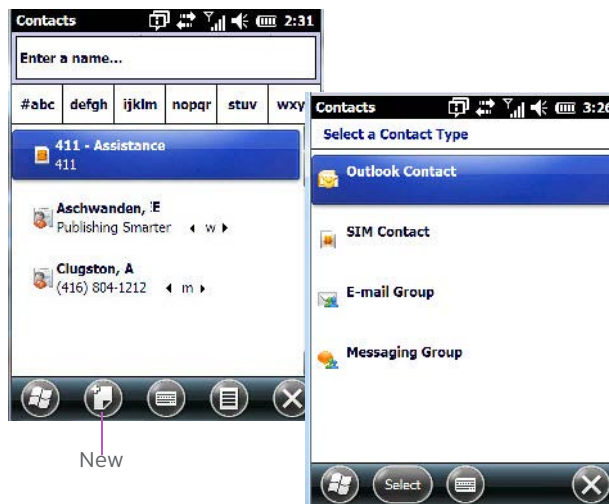 Contacts 2:31
Enter a name...
#abc defgh ijklm nopqr stuv wxy
411 - Assistance
411
Aschwanden, E
Publishing Smarter w
Clugston, A
(416) 804-1212 m
New
Contacts 3:26
Select a Contact Type
Outlook Contact
SIM Contact
E-mail Group
Messaging Group
Select